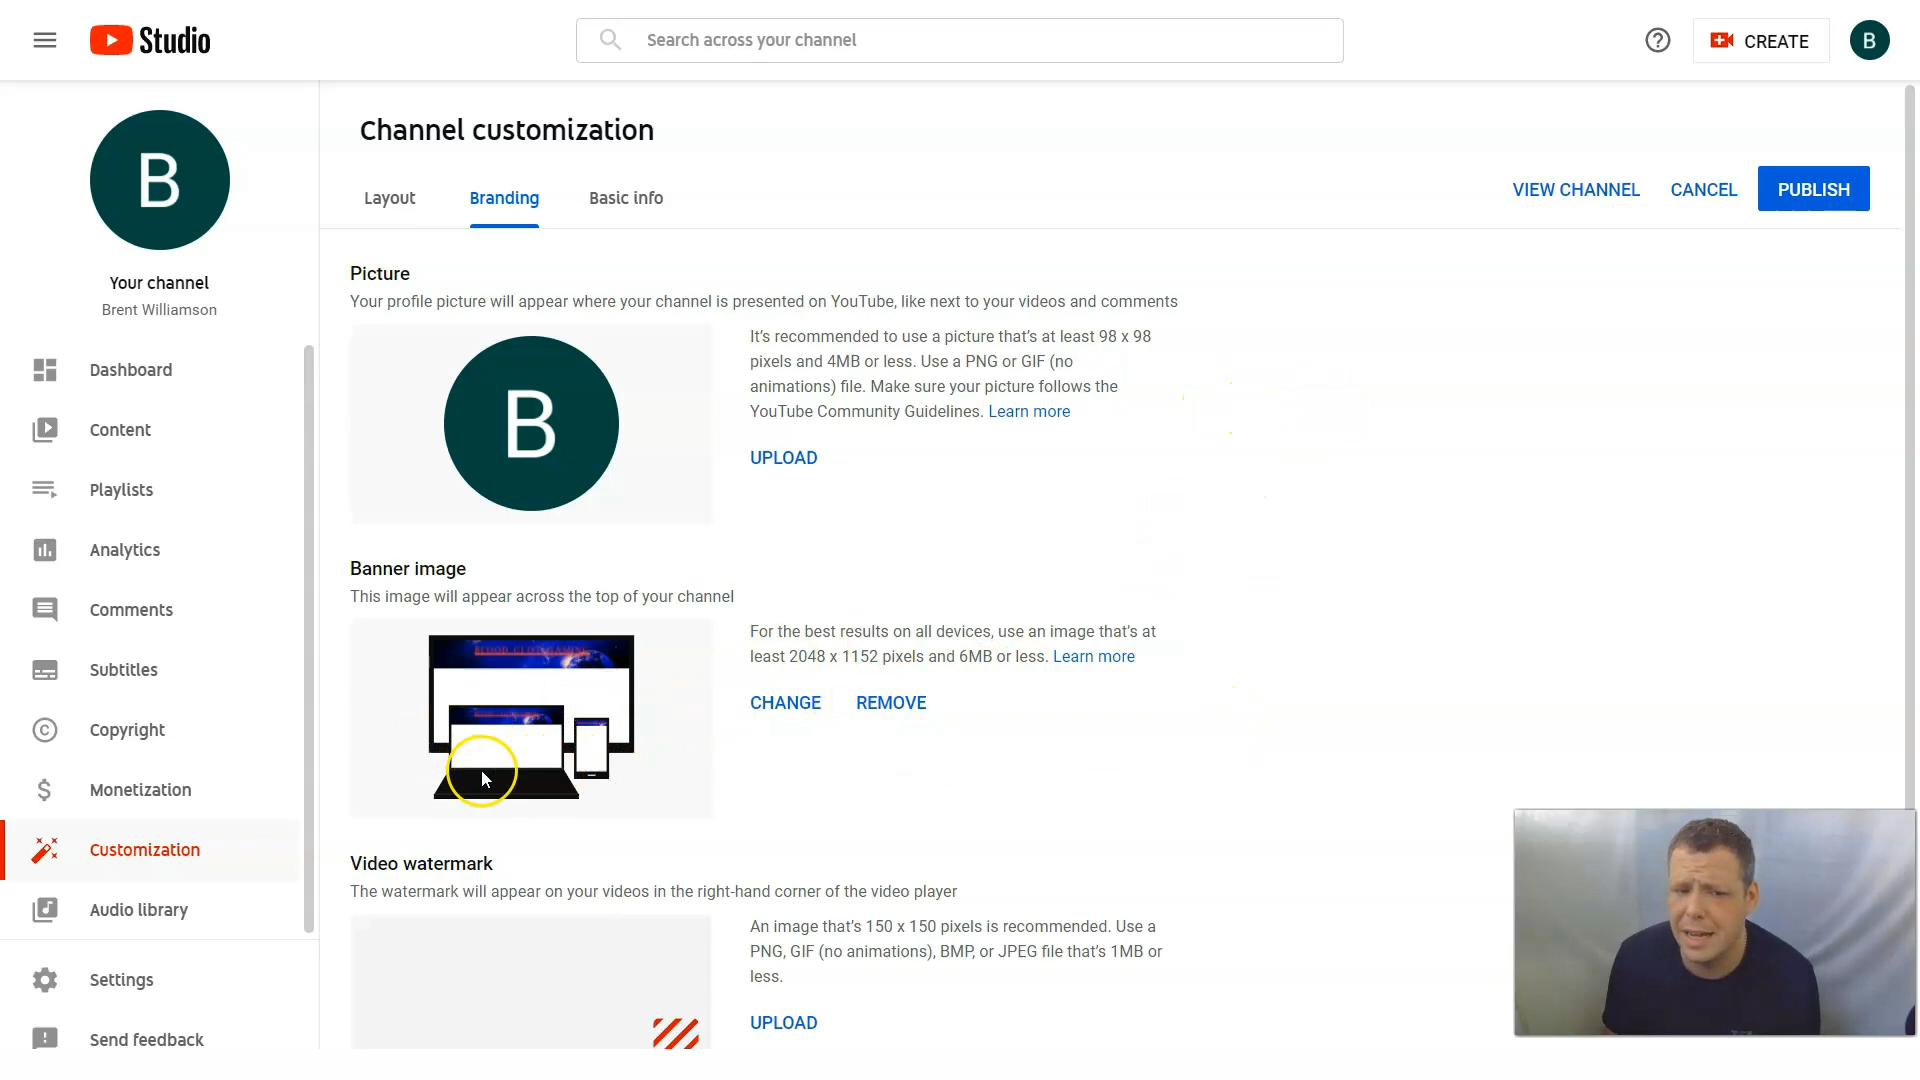 Studio
Search across your channel
CREATE
B
B
Your channel
Brent Williamson
Dashboard
Content
Playlists
Analytics
Comments
Subtitles
Copyright
Monetization
Customization
Audio library
Settings
Send feedback
Channel customization
Layout
Branding
Basic info
VIEW CHANNEL
CANCEL
PUBLISH
Picture
Your profile picture will appear where your channel is presented on YouTube, like next to your videos and comments
B
It's recommended to use a picture that's at least 98 x 98
pixels and 4MB or less. Use a PNG or GIF (no
animations) file. Make sure your picture follows the
YouTube Community Guidelines. Learn more
UPLOAD
Banner image
This image will appear across the top of your channel
BLOOD CLOT GAMING
For the best results on all devices, use an image that's at
least 2048 x 1152 pixels and 6MB or less. Learn more
CHANGE
REMOVE
Video watermark
The watermark will appear on your videos in the right-hand corner of the video player
An image that's 150 x 150 pixels is recommended. Use a
PNG, GIF (no animations), BMP, or JPEG file that's 1MB or
less.
UPLOAD